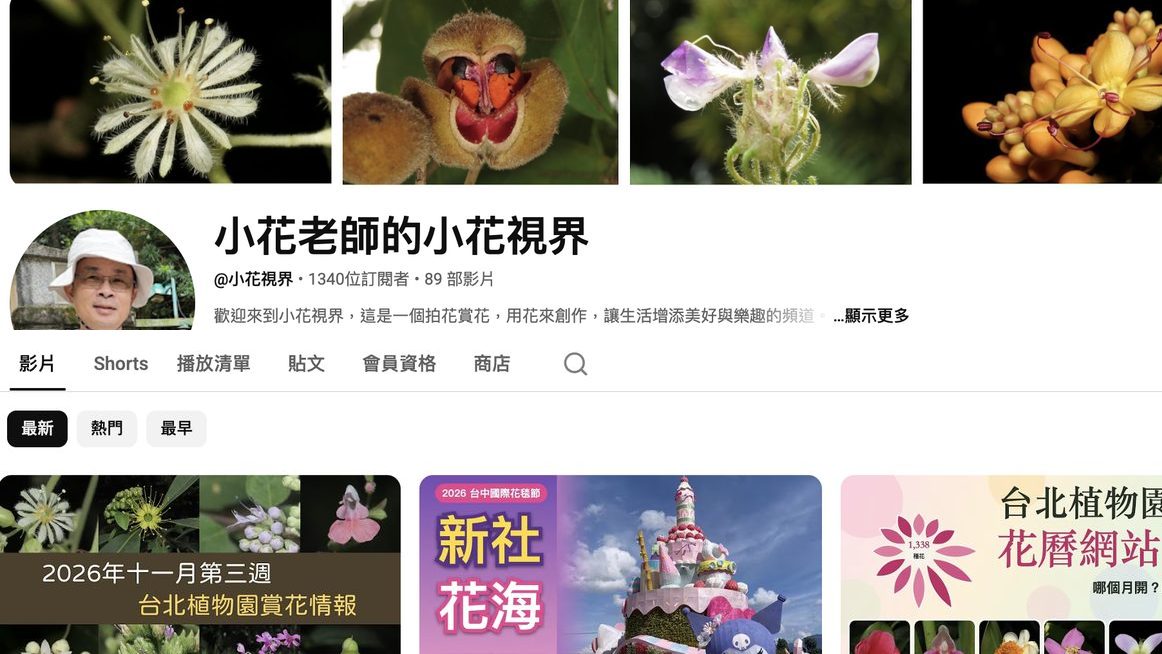 小花老師的小花視界
@小花視界・1340位訂閱者・89 部影片
歡迎來到小花視界，這是一個拍花賞花，用花來創作，讓生活增添美好與樂趣的頻道。 ...顯示更多
影片 Shorts 播放清單 貼文 會員資格 商店
最新 熱門 最早
2026年十一月第三週
台北植物園賞花情報
2026 台中國際花毯節
新社
花海
台北植物園
花曆網站
1,338
種花
哪個月開？